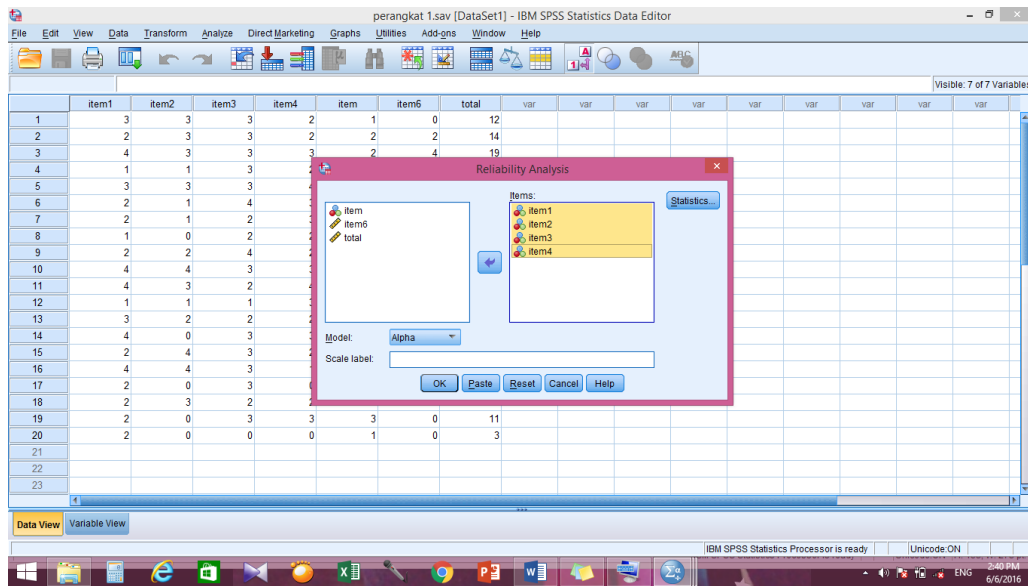 perangkat 1.sav [DataSet1] - IBM SPSS Statistics Data Editor
File Edit View Data Transform Analyze Direct Marketing Graphs Utilities Add-ons Window Help
Visible: 7 of 7 Variables
item1 item2 item3 item4 item item6 total var var var var var var var var var
1 3 3 3 2 1 0 12
2 2 3 3 2 2 2 14
3 4 3 3 3 2 4 19
4 1 1 3
5 3 3 3
6 2 1 4
7 2 1 2
8 1 0 2
9 2 2 4
10 4 4 3
11 4 3 2
12 1 1 1
13 3 2 2
14 4 0 3
15 2 4 3
16 4 4 3
17 2 0 3
18 2 3 2
19 2 0 3 3 3 0 11
20 2 0 0 0 1 0 3
21
22
23
Reliability Analysis
Items:
item
item6
total
item1
item2
item3
item4
Statistics...
Model: Alpha
Scale label:
OK Paste Reset Cancel Help
Data View Variable View
IBM SPSS Statistics Processor is ready Unicode:ON
ENG 2:40 PM
6/6/2016